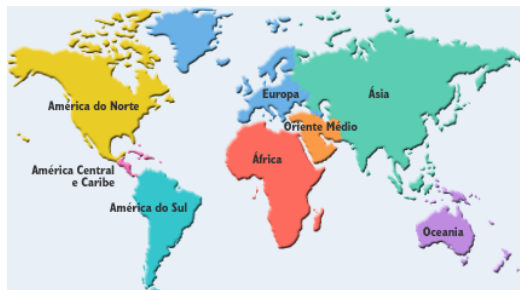 América do Norte
Europa
Ásia
Oriente Médio
África
América Central
e Caribe
América do Sul
Oceania